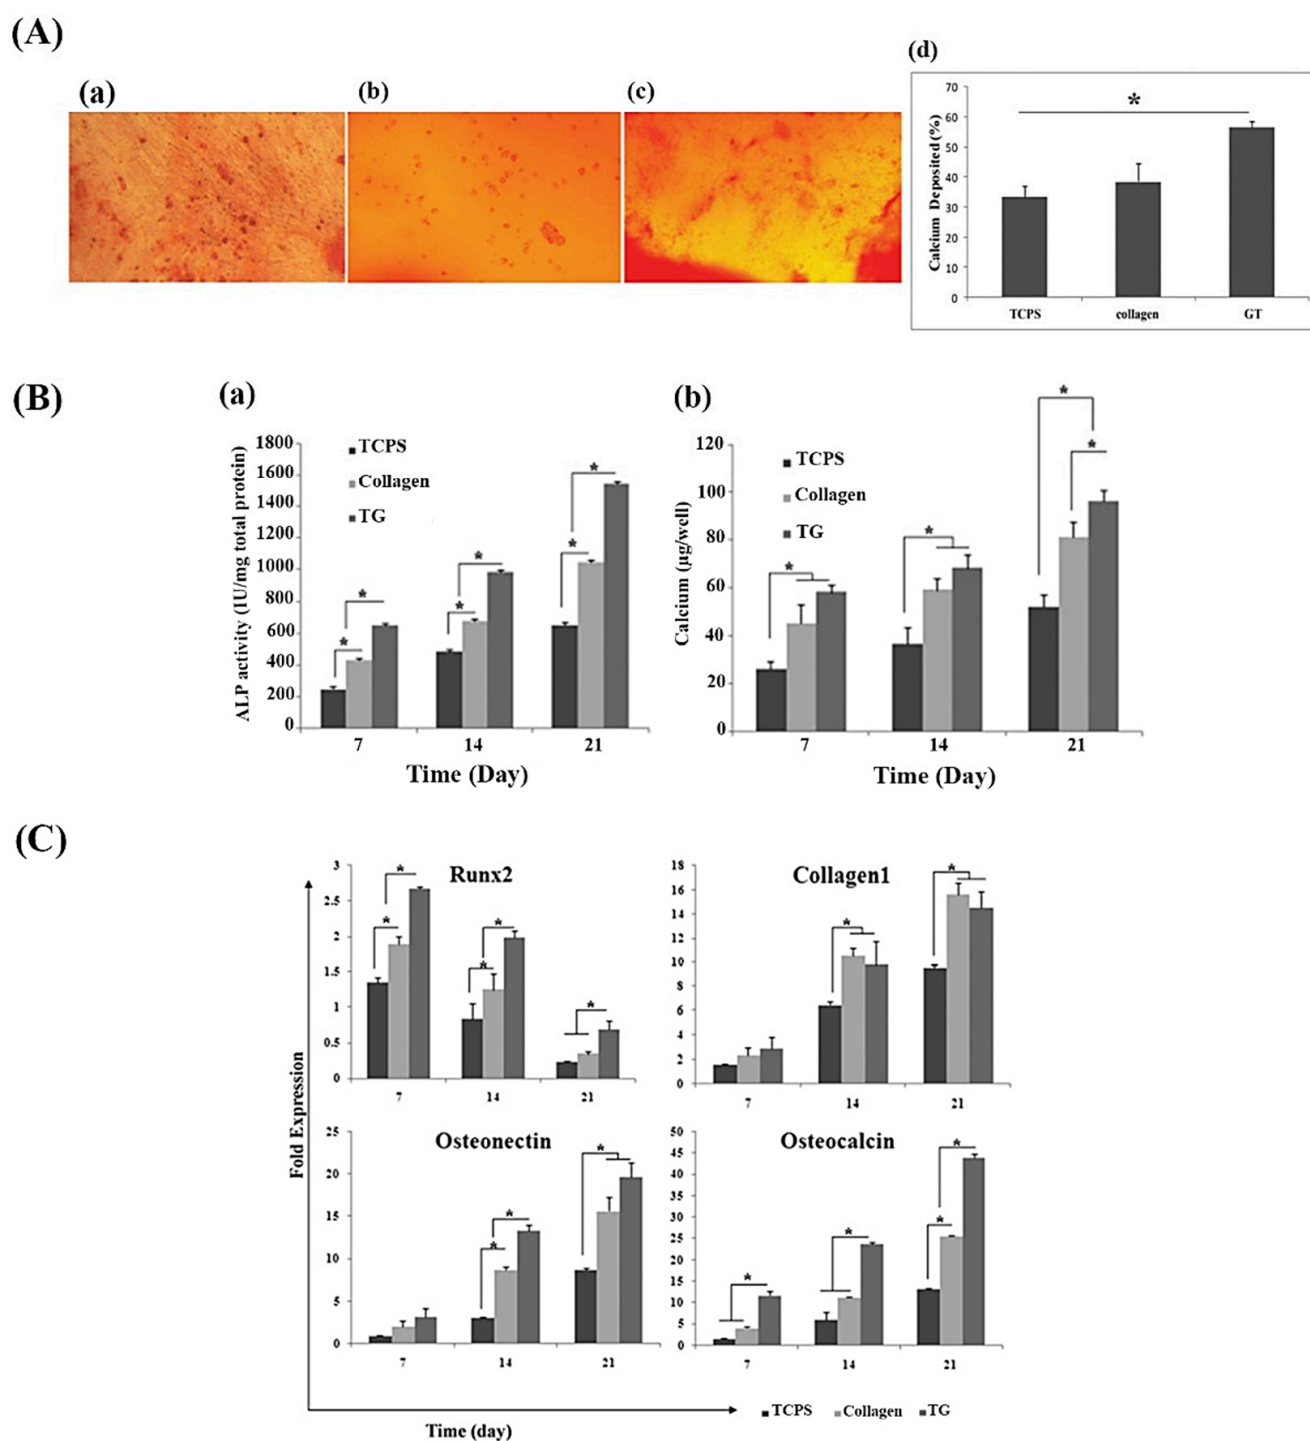 (A)
(a)
(b)
(c)
(d)
Calcium Deposited (%)
70
60
50
40
30
20
10
0
*
TCPS collagen GT
(B)
(a)
ALP activity (IU/mg total protein)
1800
1600
1400
1200
1000
800
600
400
200
0
TCPS
Collagen
TG
* * * * * *
7 14 21
Time (Day)
(b)
Calcium (µg/well)
120
100
80
60
40
20
0
TCPS
Collagen
TG
* * * *
7 14 21
Time (Day)
(C)
Fold Expression
Runx2
3
2.5
2
1.5
1
0.5
0
* * * * *
7 14 21
Collagen1
18
16
14
12
10
8
6
4
2
0
* *
7 14 21
Osteonectin
25
20
15
10
5
0
* * *
7 14 21
Osteocalcin
50
45
40
35
30
25
20
15
10
5
0
* * * *
7 14 21
Time (day)
TCPS Collagen TG